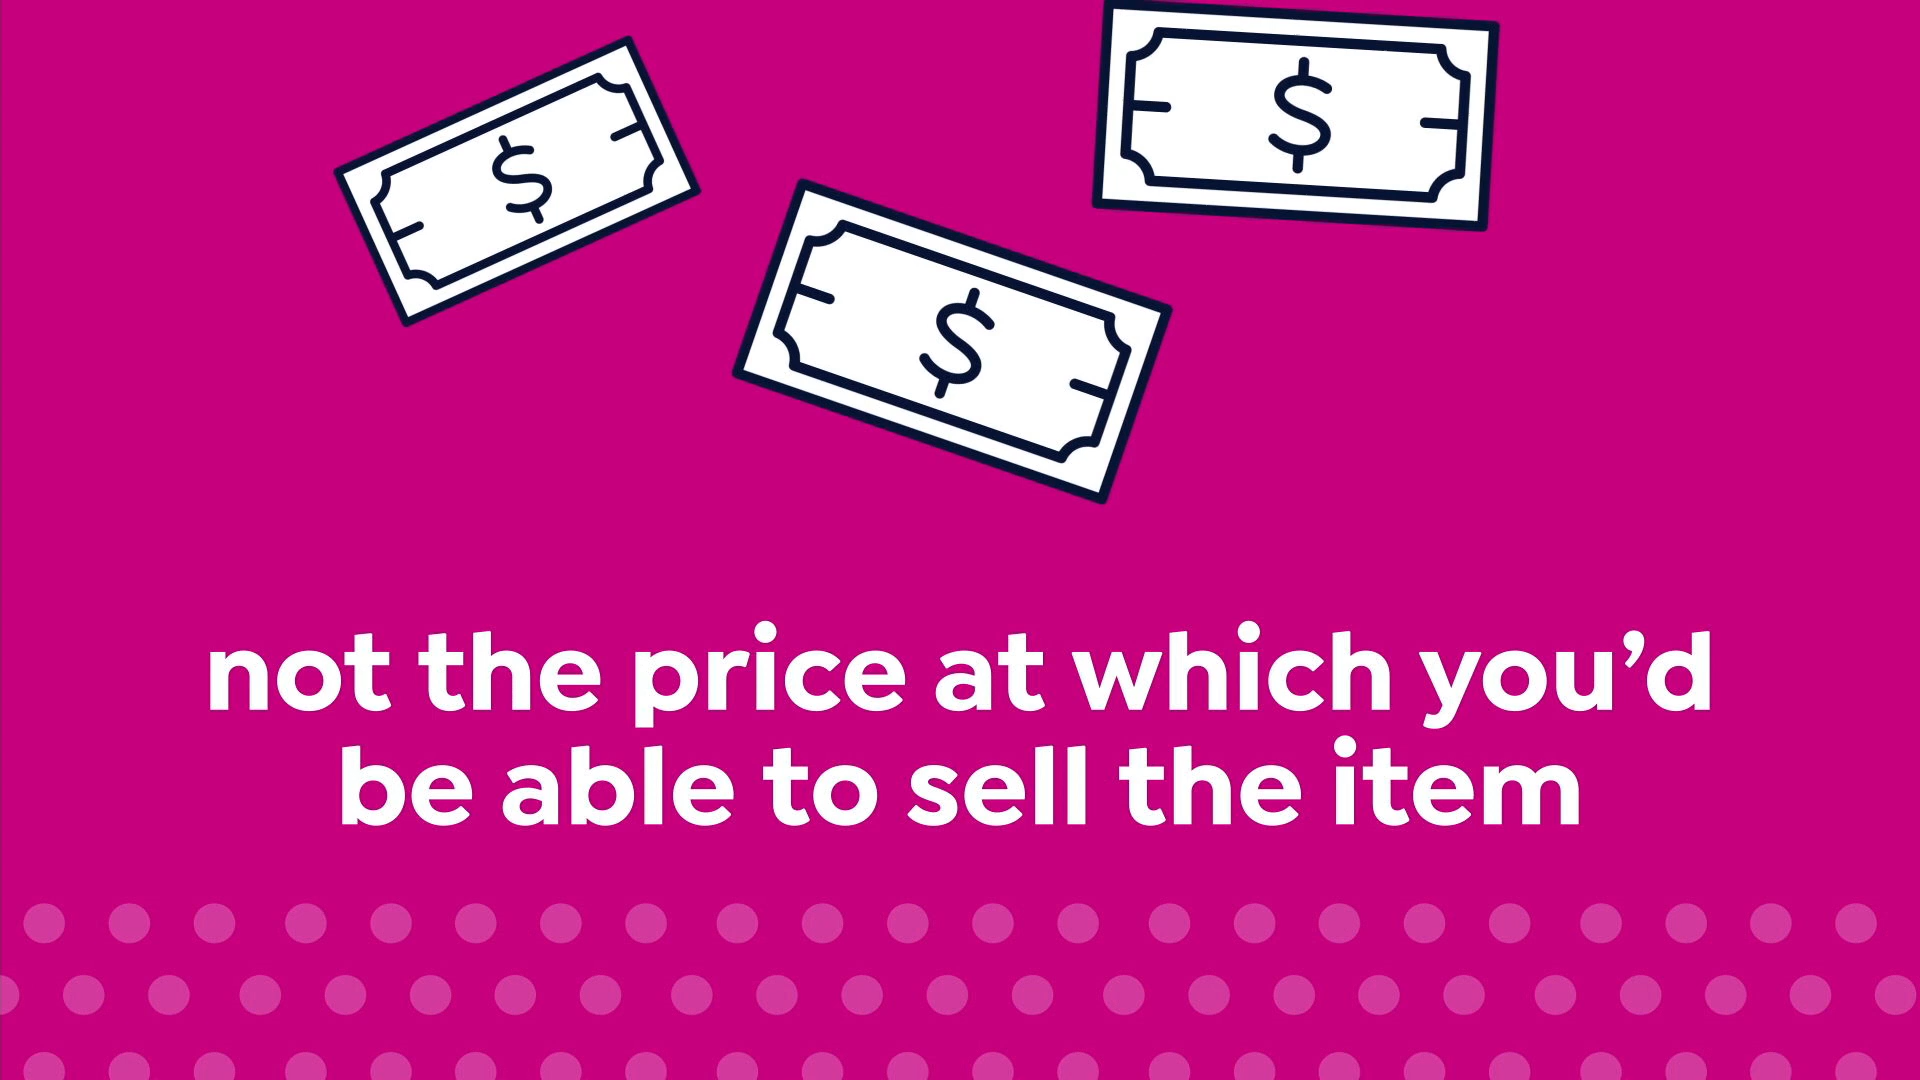 $
$
$
not the price at which you’d
be able to sell the item